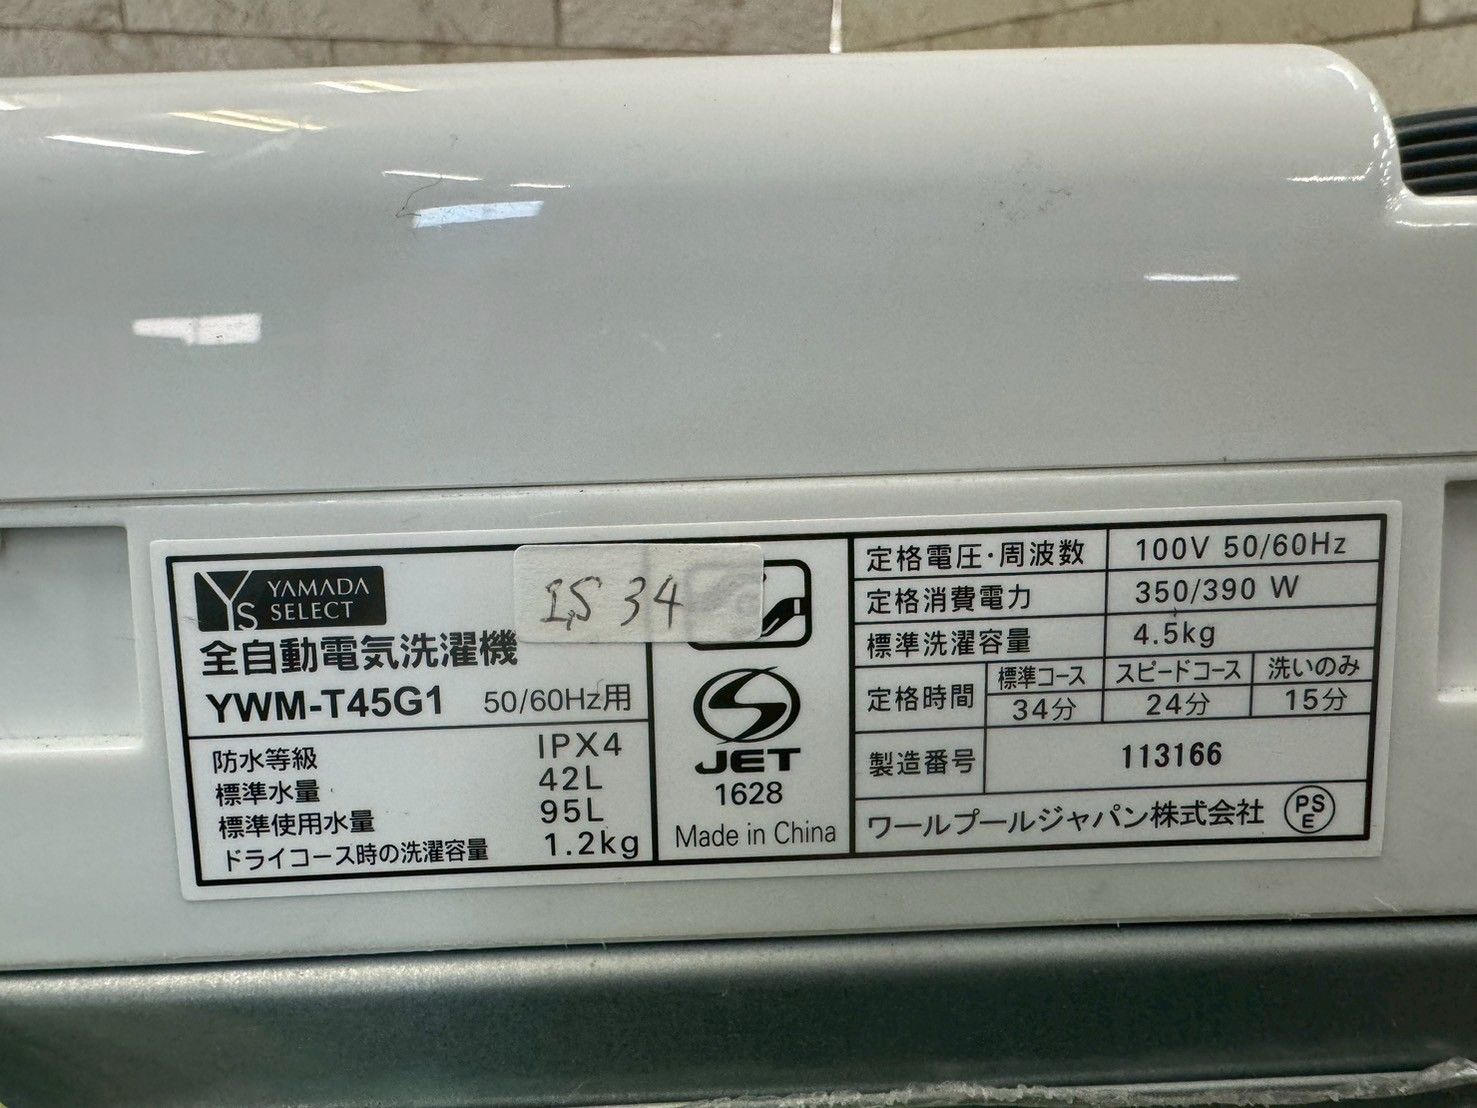 YS YAMADA
SELECT
全自動電気洗濯機
YWM-T45G1 50/60Hz用
防水等級 IPX4
標準水量 42L
標準使用水量 95L
ドライコース時の洗濯容量 1.2kg
34
S JET
1628
Made in China
定格電圧・周波数 100V 50/60Hz
定格消費電力 350/390 W
標準洗濯容量 4.5kg
定格時間 標準コース スピードコース 洗いのみ
34分 24分 15分
製造番号 113166
ワールプールジャパン株式会社 PSE